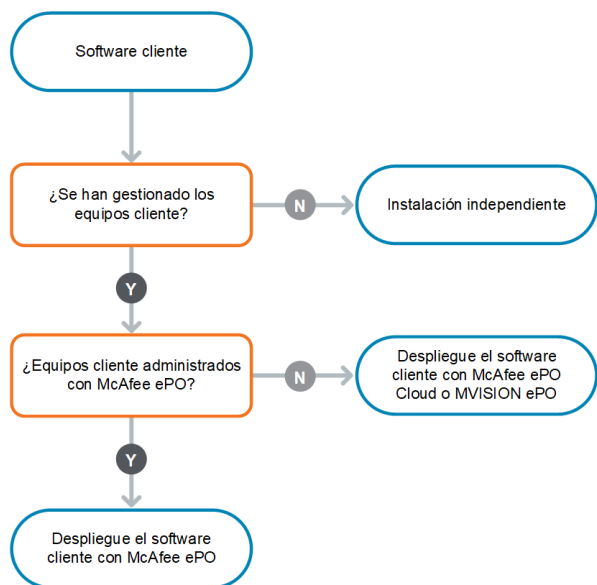 Software cliente
¿Se han gestionado los
equipos cliente?
N
Instalación independiente
Y
¿Equipos cliente administrados
con McAfee ePO?
N
Despliegue el software
cliente con McAfee ePO
Cloud o MVISION ePO
Y
Despliegue el software
cliente con McAfee ePO